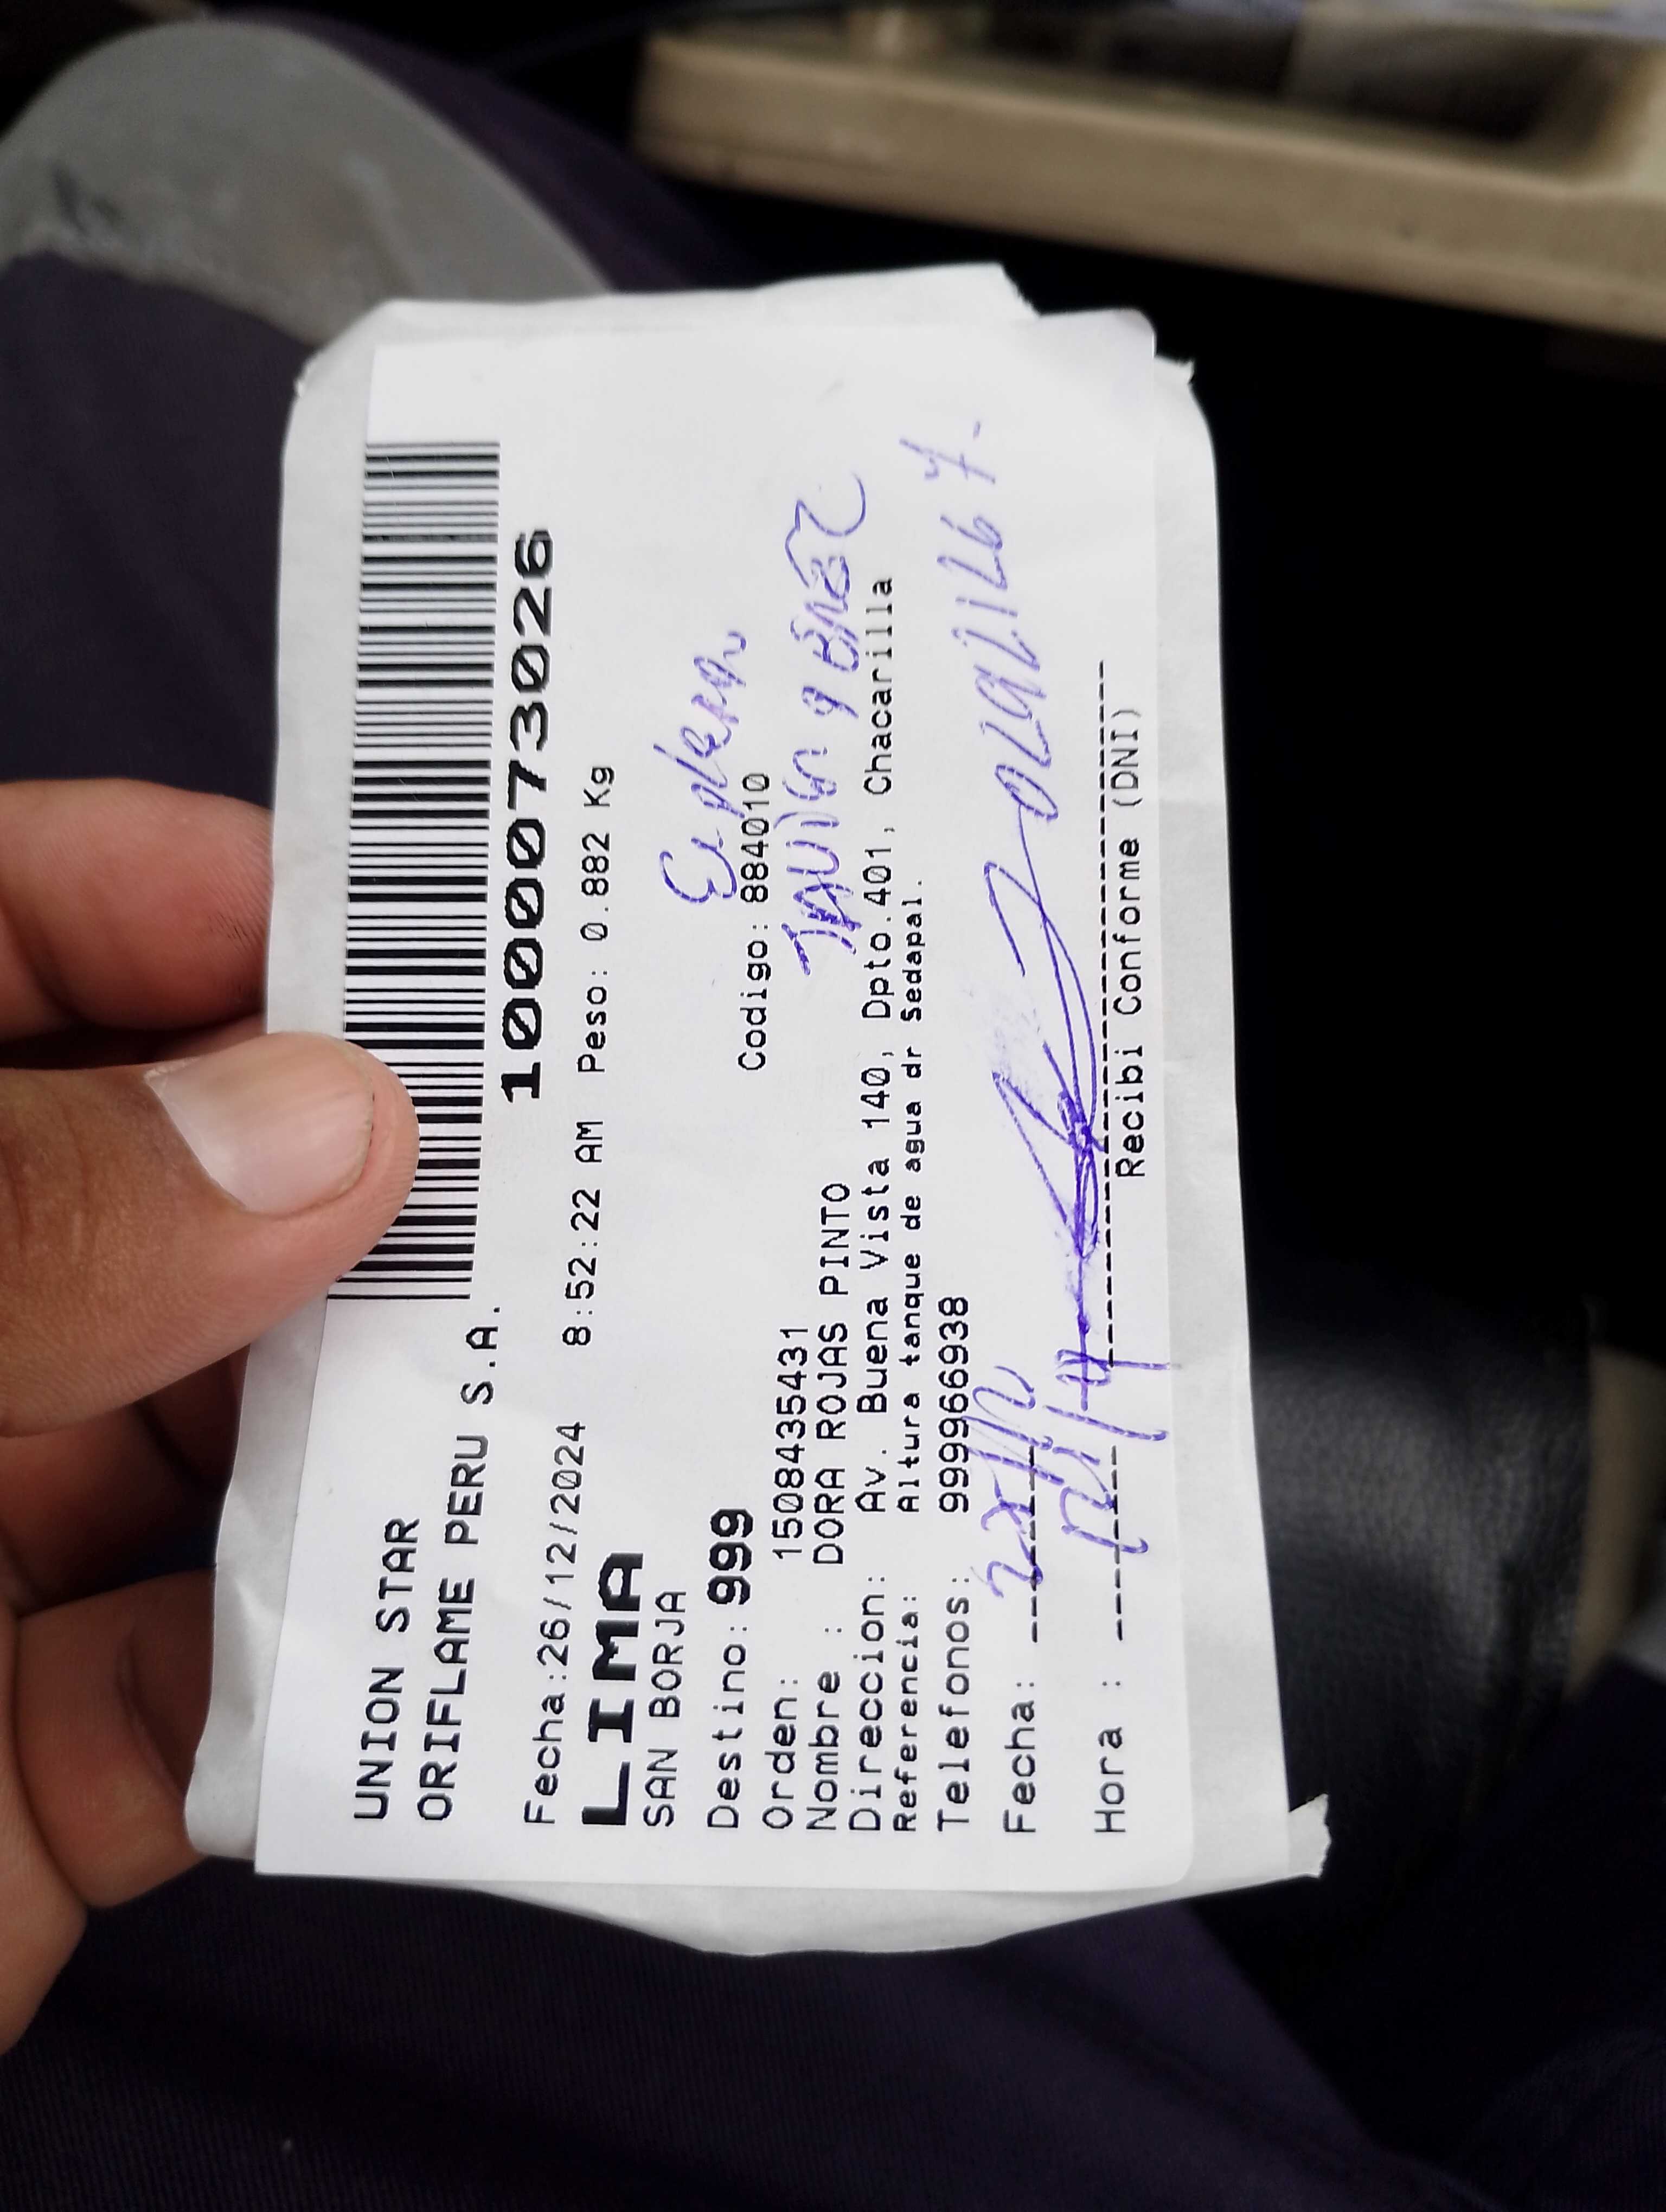 UNION STAR
ORIFLAME PERU S.A.
1000073026
Fecha:26/12/2024 8:52:22 AM Peso: 0.882 Kg
LIMA
SAN BORJA
Destino: 999 Codigo: 884010
Orden: 1508435431
Nombre : DORA ROJAS PINTO
Direccion: Av. Buena Vista 140, Dpto.401, Chacarilla
Referencia: Altura tanque de agua dr Sedapal.
Telefonos: 999966938
Fecha:
Hora :
Recibi Conforme (DNI)